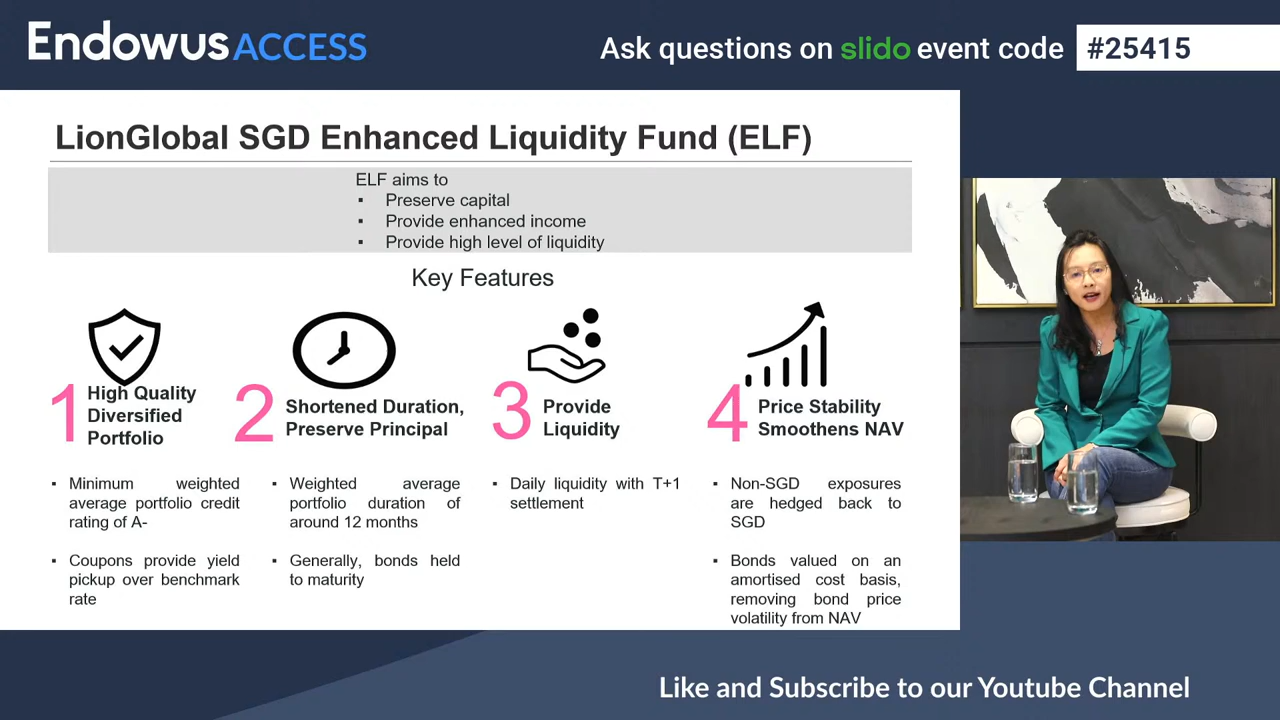 Endowus ACCESS
Ask questions on slido event code #25415
LionGlobal SGD Enhanced Liquidity Fund (ELF)
ELF aims to
▪ Preserve capital
▪ Provide enhanced income
▪ Provide high level of liquidity
Key Features
1 High Quality
Diversified
Portfolio
▪ Minimum weighted
average portfolio credit
rating of A-
▪ Coupons provide yield
pickup over benchmark
rate
2 Shortened Duration,
Preserve Principal
▪ Weighted average
portfolio duration of
around 12 months
▪ Generally, bonds held
to maturity
3 Provide
Liquidity
▪ Daily liquidity with T+1
settlement
4 Price Stability
Smoothens NAV
▪ Non-SGD exposures
are hedged back to
SGD
▪ Bonds valued on an
amortised cost basis,
removing bond price
volatility from NAV
Like and Subscribe to our Youtube Channel